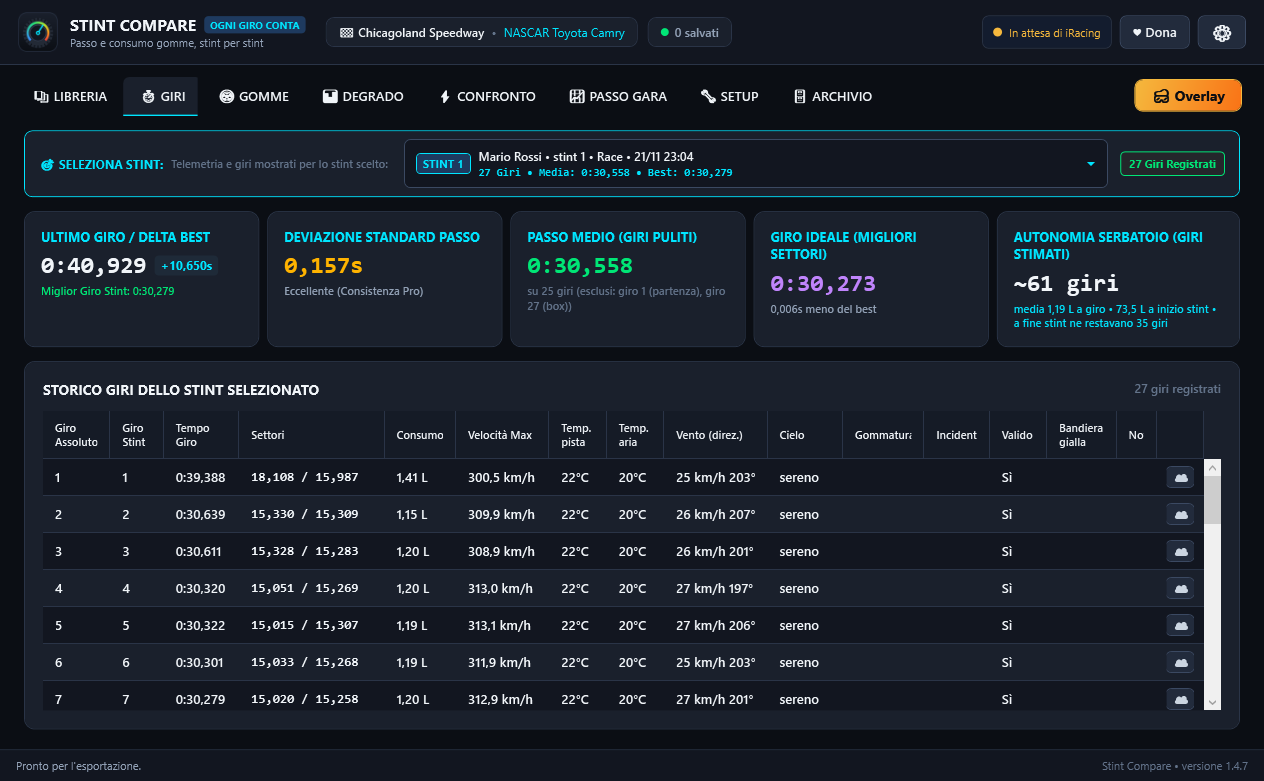 STINT COMPARE OGNI GIRO CONTA
Passo e consumo gomme, stint per stint
Chicagoland Speedway • NASCAR Toyota Camry
0 salvati
In attesa di iRacing
Dona
LIBRERIA
GIRI
GOMME
DEGRADO
CONFRONTO
PASSO GARA
SETUP
ARCHIVIO
Overlay
SELEZIONA STINT: Telemetria e giri mostrati per lo stint scelto:
STINT 1
Mario Rossi • stint 1 • Race • 21/11 23:04
27 Giri • Media: 0:30,558 • Best: 0:30,279
27 Giri Registrati
ULTIMO GIRO / DELTA BEST
0:40,929 +10,650s
Miglior Giro Stint: 0:30,279
DEVIAZIONE STANDARD PASSO
0,157s
Eccellente (Consistenza Pro)
PASSO MEDIO (GIRI PULITI)
0:30,558
su 25 giri (esclusi: giro 1 (partenza), giro
27 (box))
GIRO IDEALE (MIGLIORI
SETTORI)
0:30,273
0,006s meno del best
AUTONOMIA SERBATOIO (GIRI
STIMATI)
~61 giri
media 1,19 L a giro • 73,5 L a inizio stint •
a fine stint ne restavano 35 giri
STORICO GIRI DELLO STINT SELEZIONATO
27 giri registrati
Giro Assoluto Giro Stint Tempo Giro Settori Consumo Velocità Max Temp. pista Temp. aria Vento (direz.) Cielo Gommatura Incident Valido Bandiera gialla No
1 1 0:39,388 18,108 / 15,987 1,41 L 300,5 km/h 22°C 20°C 25 km/h 203° sereno Sì
2 2 0:30,639 15,330 / 15,309 1,15 L 309,9 km/h 22°C 20°C 26 km/h 207° sereno Sì
3 3 0:30,611 15,328 / 15,283 1,20 L 308,9 km/h 22°C 20°C 26 km/h 201° sereno Sì
4 4 0:30,320 15,051 / 15,269 1,20 L 313,0 km/h 22°C 20°C 27 km/h 197° sereno Sì
5 5 0:30,322 15,015 / 15,307 1,19 L 313,1 km/h 22°C 20°C 27 km/h 206° sereno Sì
6 6 0:30,301 15,033 / 15,268 1,19 L 311,9 km/h 22°C 20°C 25 km/h 203° sereno Sì
7 7 0:30,279 15,020 / 15,258 1,20 L 312,9 km/h 22°C 20°C 27 km/h 201° sereno Sì
Pronto per l'esportazione.
Stint Compare • versione 1.4.7